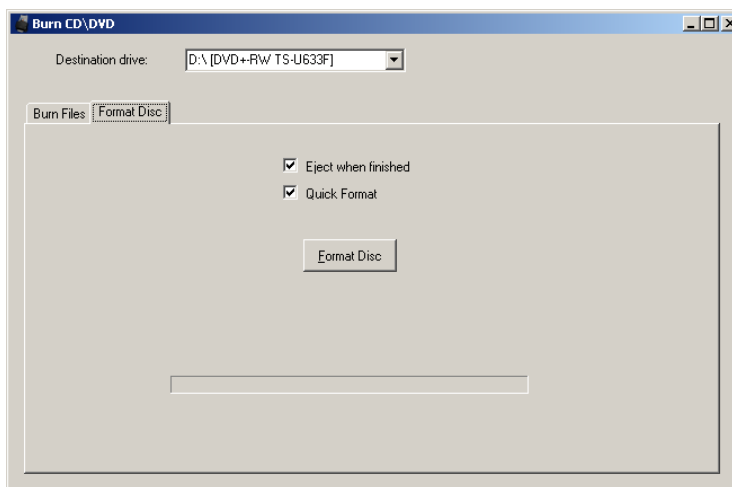 Burn CD\DVD
Destination drive: D:\ [DVD+-RW TS-U633F]
Burn Files Format Disc
Eject when finished
Quick Format
Format Disc